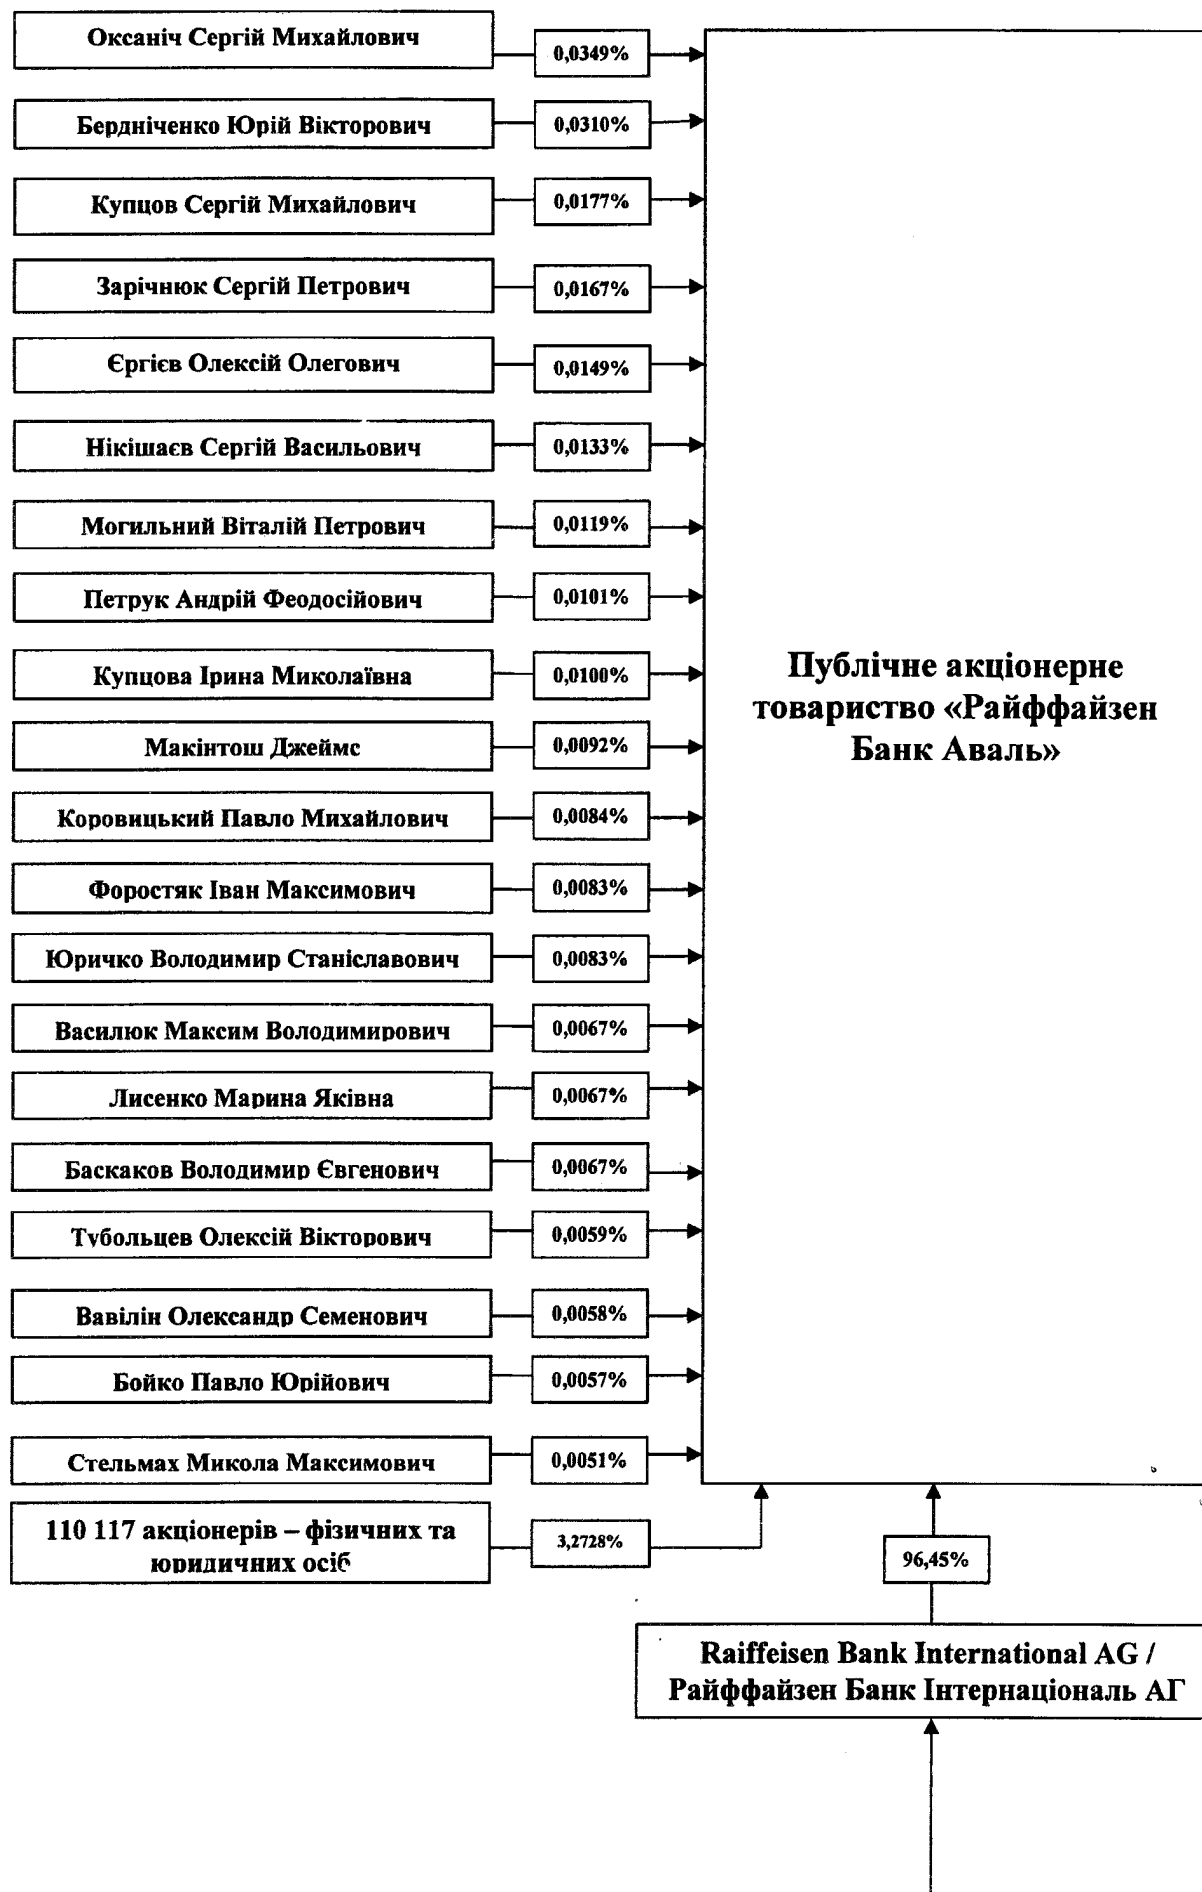 Оксаніч Сергій Михайлович
0,0349%
Бердніченко Юрій Вікторович
0,0310%
Купцов Сергій Михайлович
0,0177%
Зарічнюк Сергій Петрович
0,0167%
Єргієв Олексій Олегович
0,0149%
Нікішаєв Сергій Васильович
0,0133%
Могильний Віталій Петрович
0,0119%
Петрук Андрій Феодосійович
0,0101%
Купцова Ірина Миколаївна
0,0100%
Макінтош Джеймс
0,0092%
Коровицький Павло Михайлович
0,0084%
Форостяк Іван Максимович
0,0083%
Юричко Володимир Станіславович
0,0083%
Василюк Максим Володимирович
0,0067%
Лисенко Марина Яківна
0,0067%
Баскаков Володимир Євгенович
0,0067%
Тубольцев Олексій Вікторович
0,0059%
Вавілін Олександр Семенович
0,0058%
Бойко Павло Юрійович
0,0057%
Стельмах Микола Максимович
0,0051%
110 117 акціонерів – фізичних та
юридичних осіб
3,2728%
Публічне акціонерне
товариство «Райффайзен
Банк Аваль»
96,45%
Raiffeisen Bank International AG /
Райффайзен Банк Інтернаціональ АГ